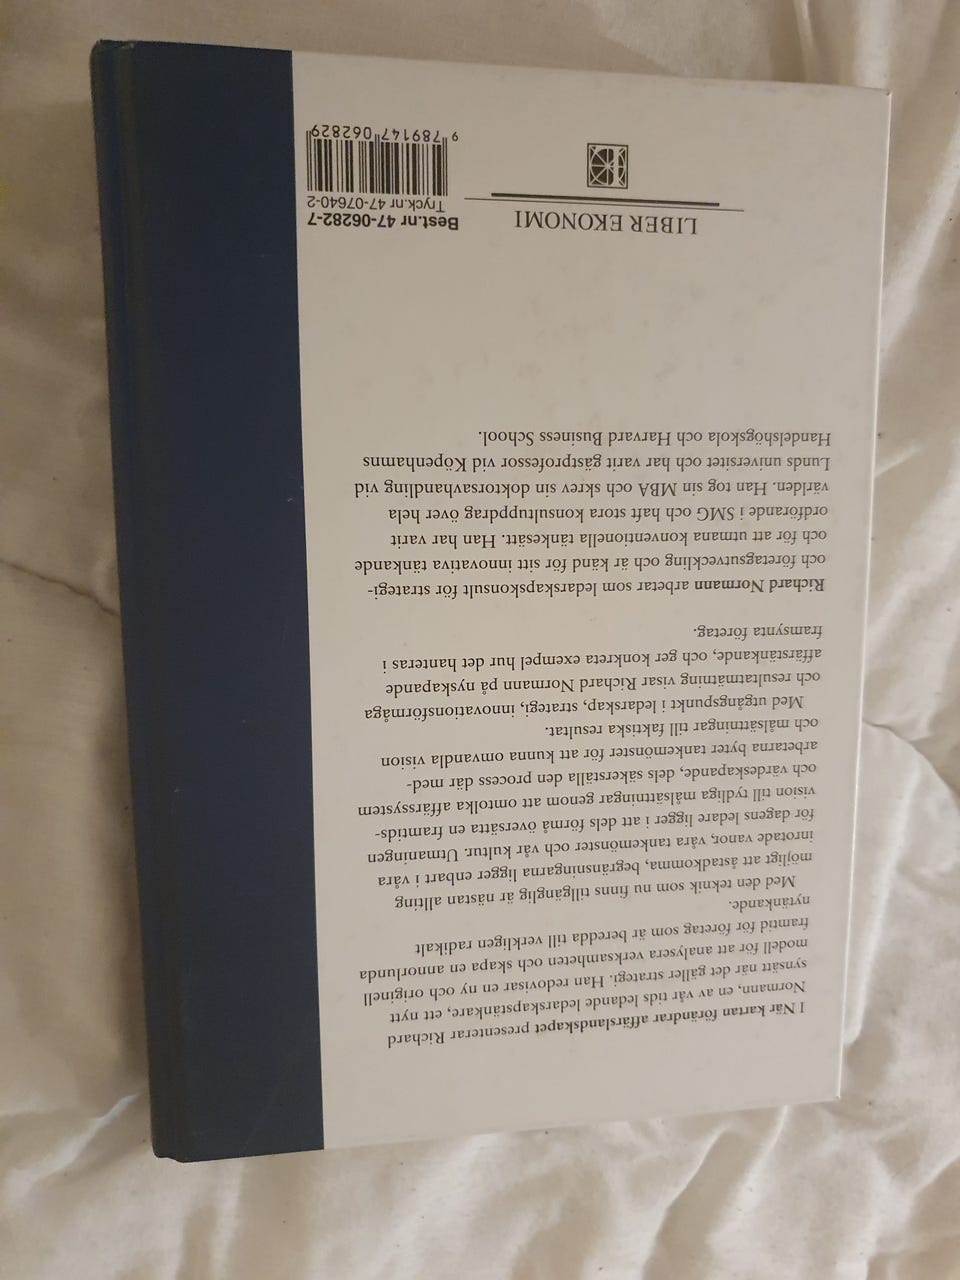 I När kartan förändrar affärslandskapet presenterar Richard
Normann, en av vår tids ledande ledarskapstänkare, ett nytt
synsätt när det gäller strategi. Han redovisar en ny och originell
modell för att analysera verksamheten och skapa en annorlunda
framtid för företag som är beredda till verkligen radikalt
nytänkande.
Med den teknik som nu finns tillgänglig är nästan allting
möjligt att åstadkomma, begränsningarna ligger enbart i våra
inrotade vanor, våra tankemönster och vår kultur. Utmaningen
för dagens ledare ligger i att dels förmå översätta en framtids-
vision till tydliga målsättningar genom att omtolka affärssystem
och värdeskapande, dels säkerställa den process där med-
arbetarna byter tankemönster för att kunna omvandla vision
och målsättningar till faktiska resultat.
Med utgångspunkt i ledarskap, strategi, innovationsförmåga
och resultatmätning visar Richard Normann på nyskapande
affärstänkande, och ger konkreta exempel hur det hanteras i
framsynta företag.
Richard Normann arbetar som ledarskapskonsult för strategi-
och företagsutveckling och är känd för sitt innovativa tänkande
och för att utmana konventionella tänkesätt. Han har varit
ordförande i SMG och haft stora konsultuppdrag över hela
världen. Han tog sin MBA och skrev sin doktorsavhandling vid
Lunds universitet och har varit gästprofessor vid Köpenhamns
Handelshögskola och Harvard Business School.
LIBER EKONOMI
Best.nr 47-06282-7
Tryck.nr 47-07640-2
9 789147 062829